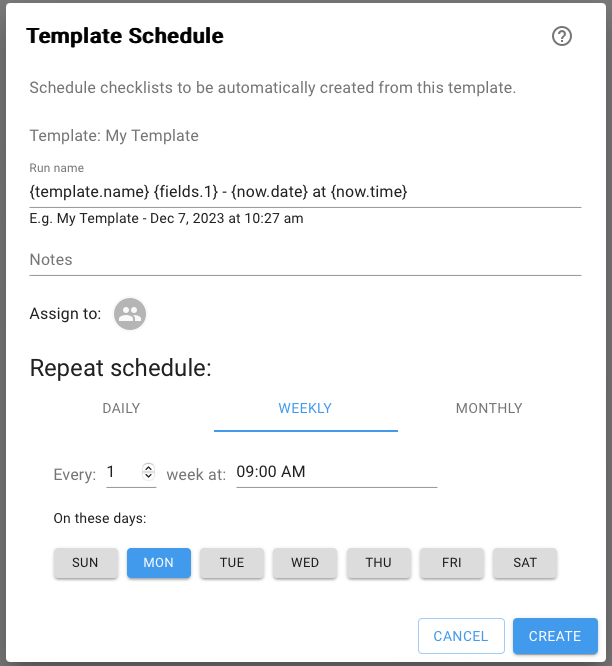 Template Schedule
Schedule checklists to be automatically created from this template.
Template: My Template
Run name
{template.name} {fields.1} - {now.date} at {now.time}
E.g. My Template - Dec 7, 2023 at 10:27 am
Notes
Assign to:
Repeat schedule:
DAILY WEEKLY MONTHLY
Every: 1 week at: 09:00 AM
On these days:
SUN MON TUE WED THU FRI SAT
CANCEL CREATE